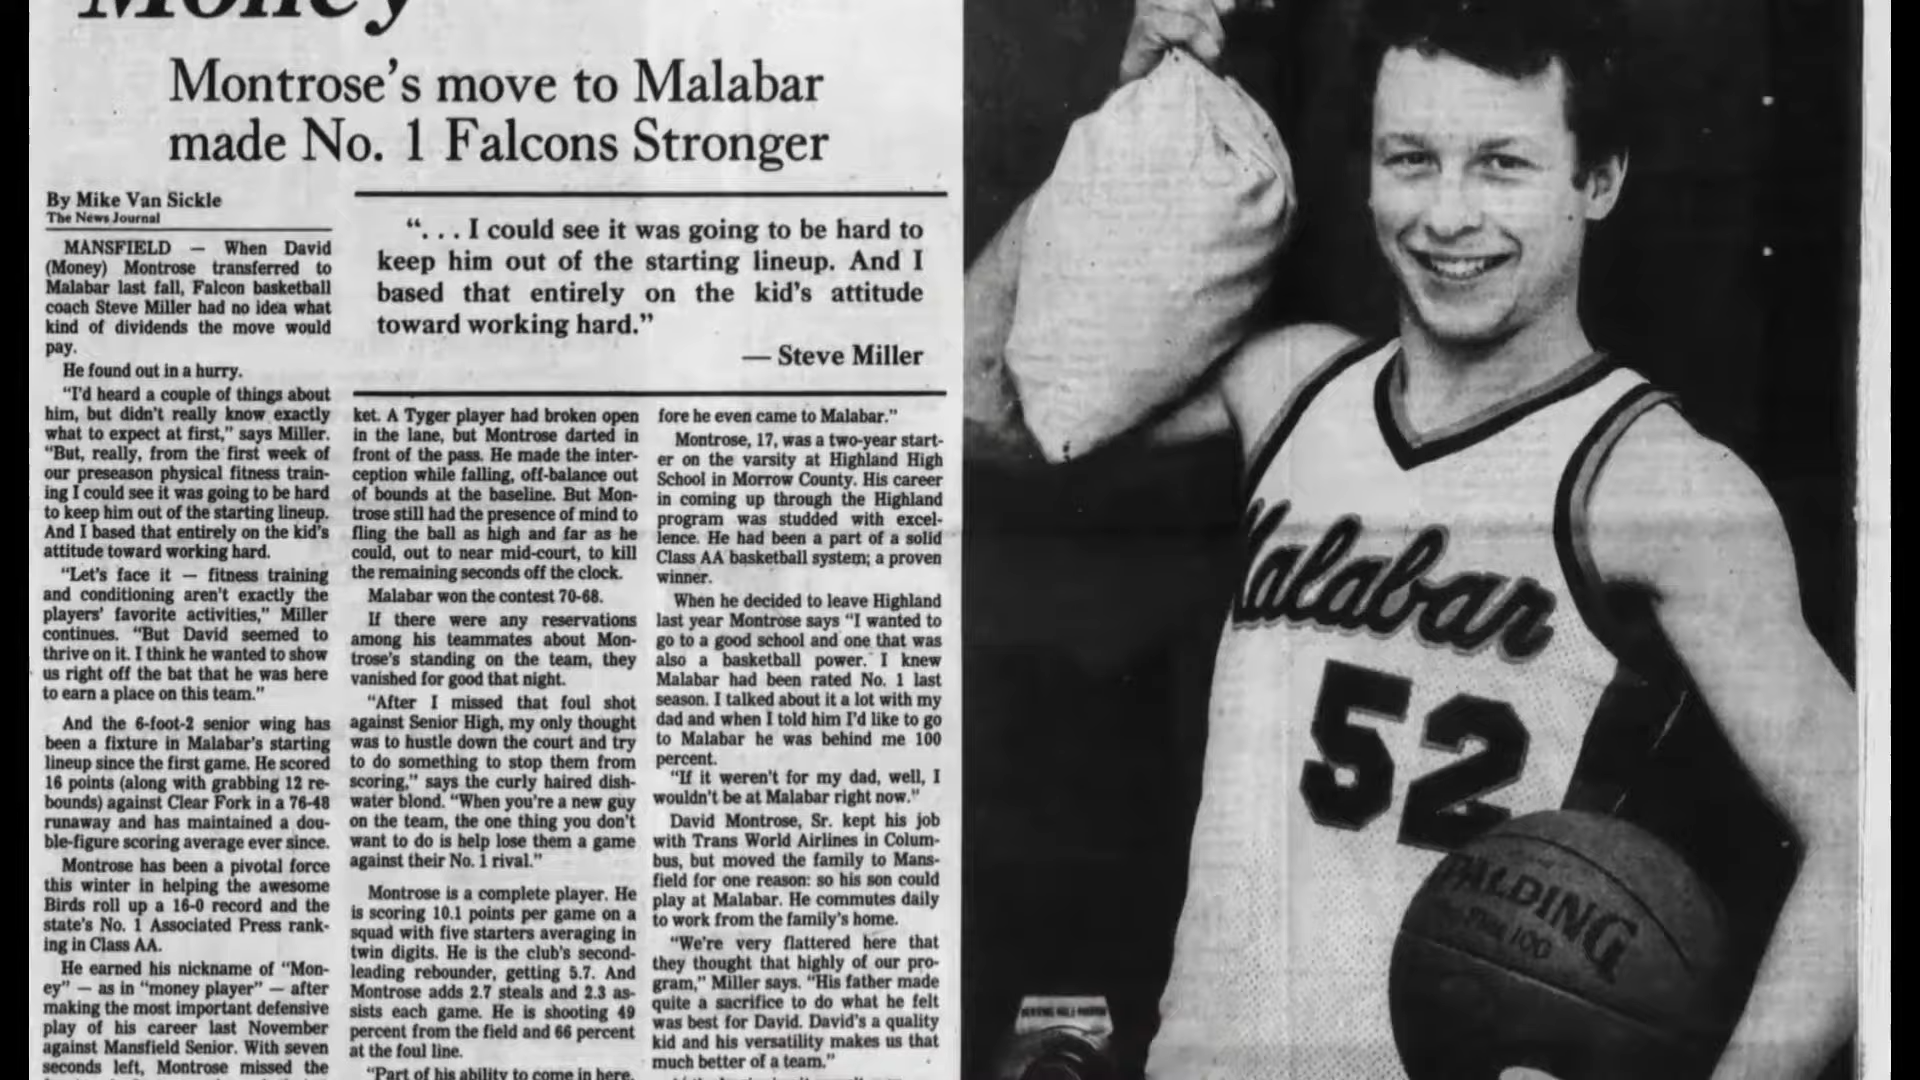 Money
Montrose's move to Malabar
made No. 1 Falcons Stronger
By Mike Van Sickle
The News Journal
MANSFIELD — When David
(Money) Montrose transferred to
Malabar last fall, Falcon basketball
coach Steve Miller had no idea what
kind of dividends the move would
pay.
He found out in a hurry.
"I'd heard a couple of things about
him, but didn't really know exactly
what to expect at first," says Miller.
"But, really, from the first week of
our preseason physical fitness train-
ing I could see it was going to be hard
to keep him out of the starting lineup.
And I based that entirely on the kid's
attitude toward working hard.
"Let's face it — fitness training
and conditioning aren't exactly the
players' favorite activities," Miller
continues. "But David seemed to
thrive on it. I think he wanted to show
us right off the bat that he was here
to earn a place on this team."
And the 6-foot-2 senior wing has
been a fixture in Malabar's starting
lineup since the first game. He scored
16 points (along with grabbing 12 re-
bounds) against Clear Fork in a 76-48
runaway and has maintained a dou-
ble-figure scoring average ever since.
Montrose has been a pivotal force
this winter in helping the awesome
Birds roll up a 16-0 record and the
state's No. 1 Associated Press rank-
ing in Class AA.
He earned his nickname of "Mon-
ey" — as in "money player" — after
making the most important defensive
play of his career last November
against Mansfield Senior. With seven
seconds left, Montrose missed the
". . . I could see it was going to be hard to
keep him out of the starting lineup. And I
based that entirely on the kid's attitude
toward working hard."
— Steve Miller
ket. A Tyger player had broken open
in the lane, but Montrose darted in
front of the pass. He made the inter-
ception while falling, off-balance out
of bounds at the baseline. But Mon-
trose still had the presence of mind to
fling the ball as high and far as he
could, out to near mid-court, to kill
the remaining seconds off the clock.
Malabar won the contest 70-68.
If there were any reservations
among his teammates about Mon-
trose's standing on the team, they
vanished for good that night.
"After I missed that foul shot
against Senior High, my only thought
was to hustle down the court and try
to do something to stop them from
scoring," says the curly haired dish-
water blond. "When you're a new guy
on the team, the one thing you don't
want to do is help lose them a game
against their No. 1 rival."
Montrose is a complete player. He
is scoring 10.1 points per game on a
squad with five starters averaging in
twin digits. He is the club's second-
leading rebounder, getting 5.7. And
Montrose adds 2.7 steals and 2.3 as-
sists each game. He is shooting 49
percent from the field and 66 percent
at the foul line.
"Part of his ability to come in here,
fore he even came to Malabar."
Montrose, 17, was a two-year start-
er on the varsity at Highland High
School in Morrow County. His career
in coming up through the Highland
program was studded with excel-
lence. He had been a part of a solid
Class AA basketball system; a proven
winner.
When he decided to leave Highland
last year Montrose says "I wanted to
go to a good school and one that was
also a basketball power. I knew
Malabar had been rated No. 1 last
season. I talked about it a lot with my
dad and when I told him I'd like to go
to Malabar he was behind me 100
percent.
"If it weren't for my dad, well, I
wouldn't be at Malabar right now."
David Montrose, Sr. kept his job
with Trans World Airlines in Colum-
bus, but moved the family to Mans-
field for one reason: so his son could
play at Malabar. He commutes daily
to work from the family's home.
"We're very flattered here that
they thought that highly of our pro-
gram," Miller says. "His father made
quite a sacrifice to do what he felt
was best for David. David's a quality
kid and his versatility makes us that
much better of a team."
Malabar
52
SPALDING
100